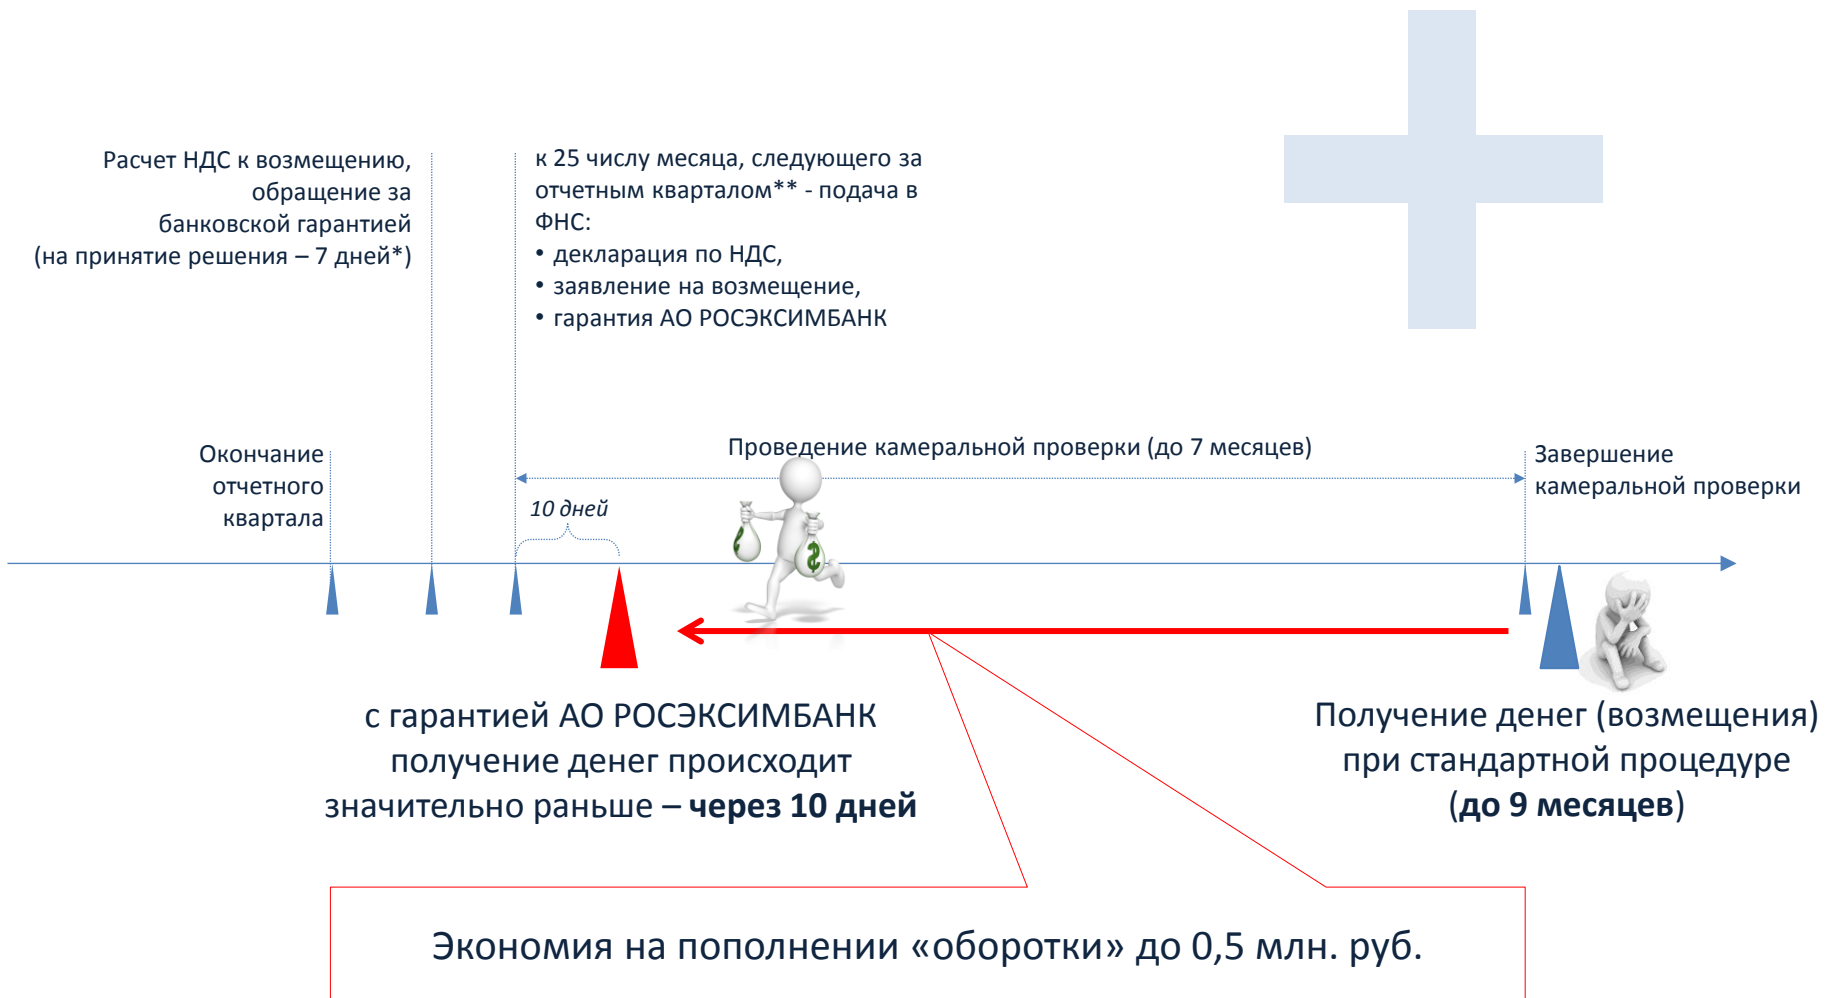 Расчет НДС к возмещению,
обращение за
банковской гарантией
(на принятие решения – 7 дней*)
к 25 числу месяца, следующего за
отчетным кварталом** - подача в
ФНС:
• декларация по НДС,
• заявление на возмещение,
• гарантия АО РОСЭКСИМБАНК
Окончание
отчетного
квартала
10 дней
Проведение камеральной проверки (до 7 месяцев)
Завершение
камеральной проверки
с гарантией АО РОСЭКСИМБАНК
получение денег происходит
значительно раньше – через 10 дней
Получение денег (возмещения)
при стандартной процедуре
(до 9 месяцев)
Экономия на пополнении «оборотки» до 0,5 млн. руб.